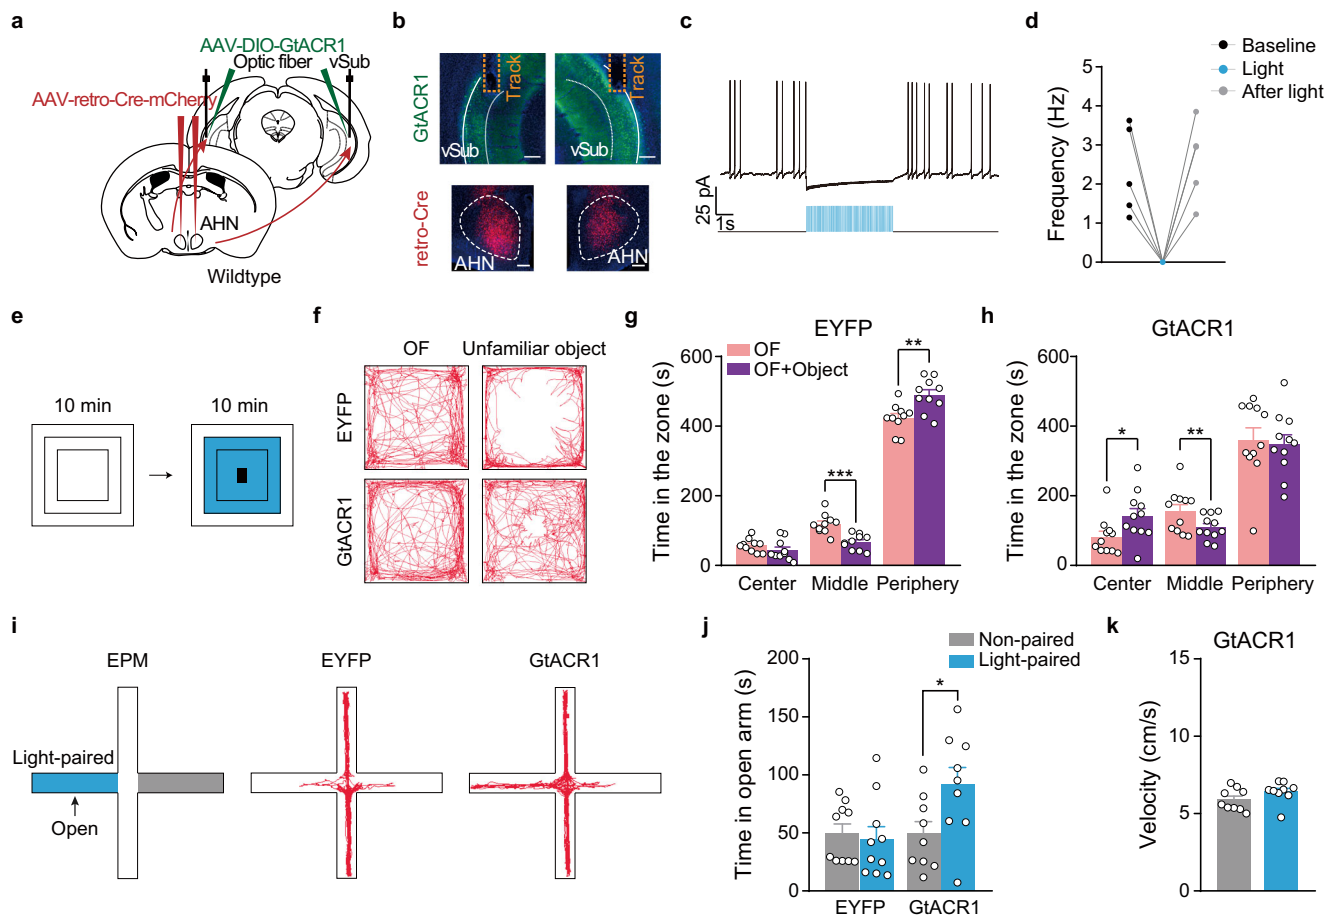 a
AAV-DIO-GtACR1
Optic fiber
vSub
AAV-retro-Cre-mCherry
AHN
Wildtype
b
GtACR1
Track
Track
vSub
vSub
retro-Cre
AHN
AHN
c
25 pA
1s
d
Baseline
Light
After light
Frequency (Hz)
5
4
3
2
1
0
e
10 min
10 min
f
OF
Unfamiliar object
EYFP
GtACR1
g
EYFP
OF
OF+Object
Time in the zone (s)
600
400
200
0
**
***
Center
Middle
Periphery
h
GtACR1
Time in the zone (s)
600
400
200
0
*
**
Center
Middle
Periphery
i
EPM
EYFP
GtACR1
Light-paired
Open
j
Non-paired
Light-paired
Time in open arm (s)
200
150
100
50
0
*
EYFP
GtACR1
k
GtACR1
Velocity (cm/s)
15
10
5
0